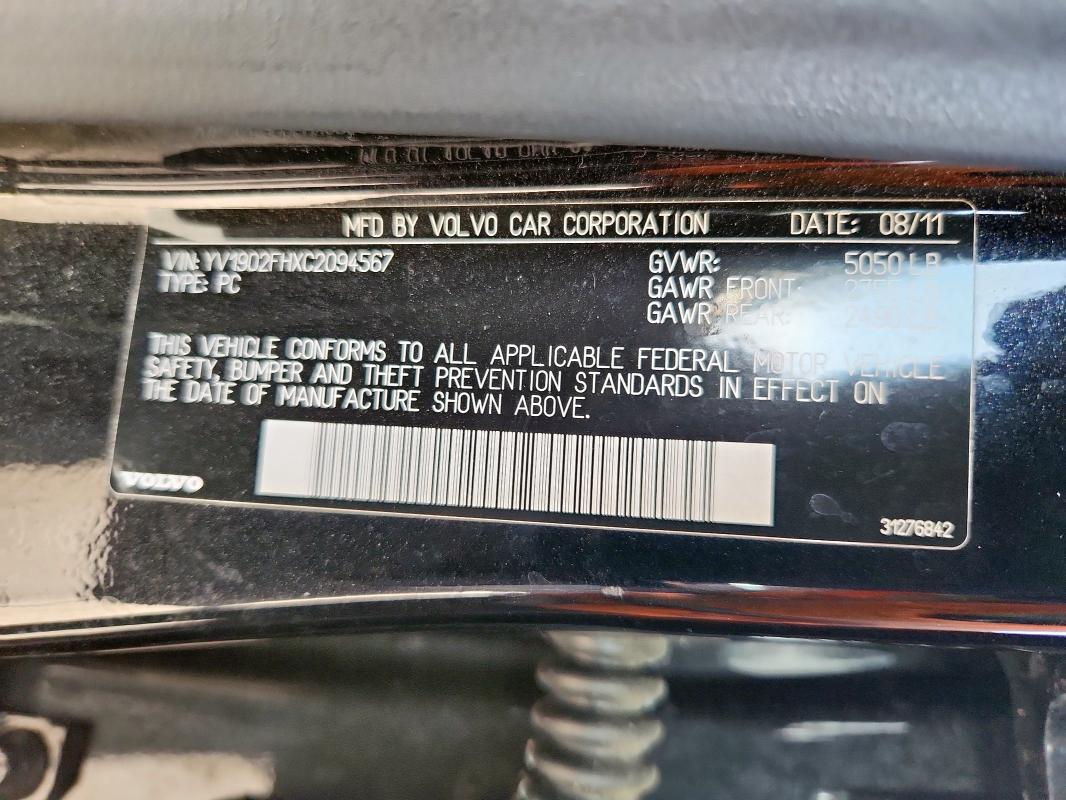 MFD BY VOLVO CAR CORPORATION DATE: 08/11
VIN: YV1902FHXC2094567
TYPE: PC
GVWR: 5050 LB
GAWR FRONT:
GAWR REAR:
THIS VEHICLE CONFORMS TO ALL APPLICABLE FEDERAL MOTOR VEHICLE
SAFETY, BUMPER AND THEFT PREVENTION STANDARDS IN EFFECT ON
THE DATE OF MANUFACTURE SHOWN ABOVE.
VOLVO
31276842